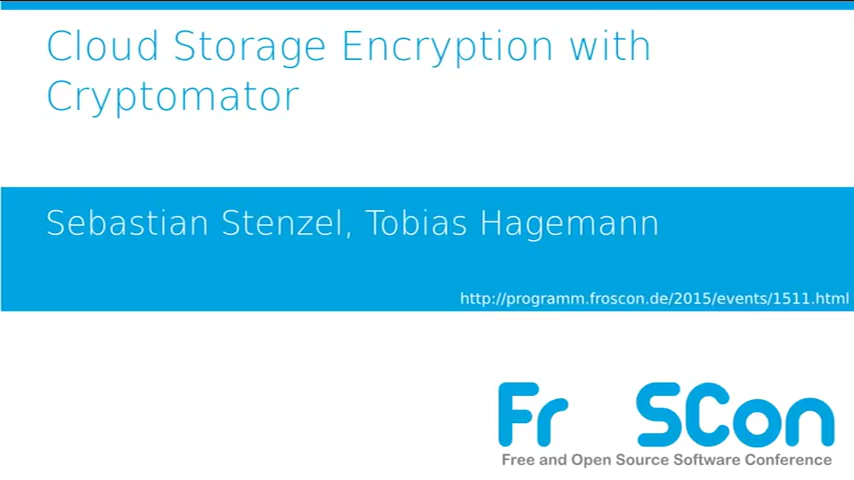 Cloud Storage Encryption with
Cryptomator
Sebastian Stenzel, Tobias Hagemann
http://programm.froscon.de/2015/events/1511.html
Fr SCon
Free and Open Source Software Conference